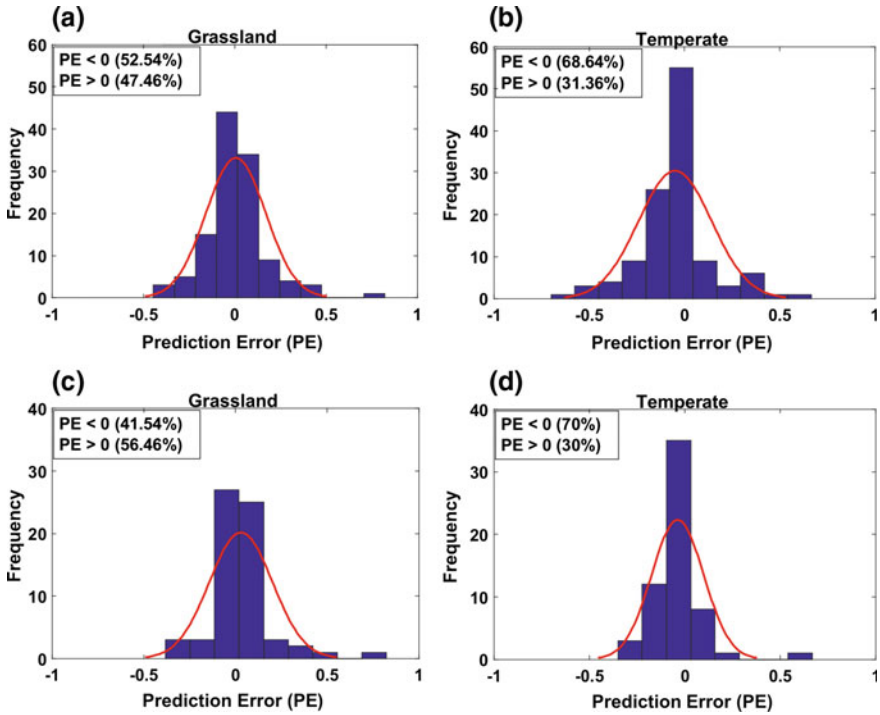 (a)
Grassland
PE < 0 (52.54%)
PE > 0 (47.46%)
60
50
40
30
20
10
0
Frequency
-1
-0.5
0
0.5
1
Prediction Error (PE)
(b)
Temperate
PE < 0 (68.64%)
PE > 0 (31.36%)
60
50
40
30
20
10
0
Frequency
-1
-0.5
0
0.5
1
Prediction Error (PE)
(c)
Grassland
PE < 0 (41.54%)
PE > 0 (56.46%)
40
30
20
10
0
Frequency
-1
-0.5
0
0.5
1
Prediction Error (PE)
(d)
Temperate
PE < 0 (70%)
PE > 0 (30%)
40
30
20
10
0
Frequency
-1
-0.5
0
0.5
1
Prediction Error (PE)